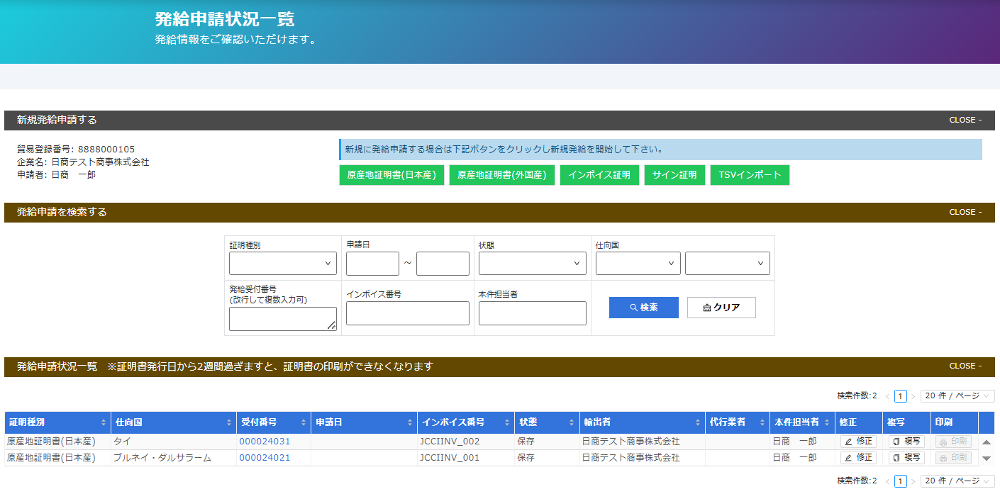 発給申請状況一覧
発給情報をご確認いただけます。
新規発給申請する CLOSE -
貿易登録番号: 8888000105
企業名: 日商テスト商事株式会社
申請者: 日商　一郎
新規に発給申請する場合は下記ボタンをクリックし新規発給を開始して下さい。
原産地証明書(日本産) 原産地証明書(外国産) インボイス証明 サイン証明 TSVインポート
発給申請を検索する CLOSE -
証明種別 申請日 状態 仕向国
～
発給受付番号
(改行して複数入力可) インボイス番号 本件担当者
検索 クリア
発給申請状況一覧　※証明書発行日から2週間過ぎますと、証明書の印刷ができなくなります CLOSE -
検索件数:2 < 1 > 20 件 / ページ
証明種別 仕向国 受付番号 申請日 インボイス番号 状態 輸出者 代行業者 本件担当者 修正 複写 印刷
原産地証明書(日本産) タイ 000024031 JCCIINV_002 保存 日商テスト商事株式会社 日商　一郎 修正 複写 印刷
原産地証明書(日本産) ブルネイ・ダルサラーム 000024021 JCCIINV_001 保存 日商テスト商事株式会社 日商　一郎 修正 複写 印刷
検索件数:2 < 1 > 20 件 / ページ